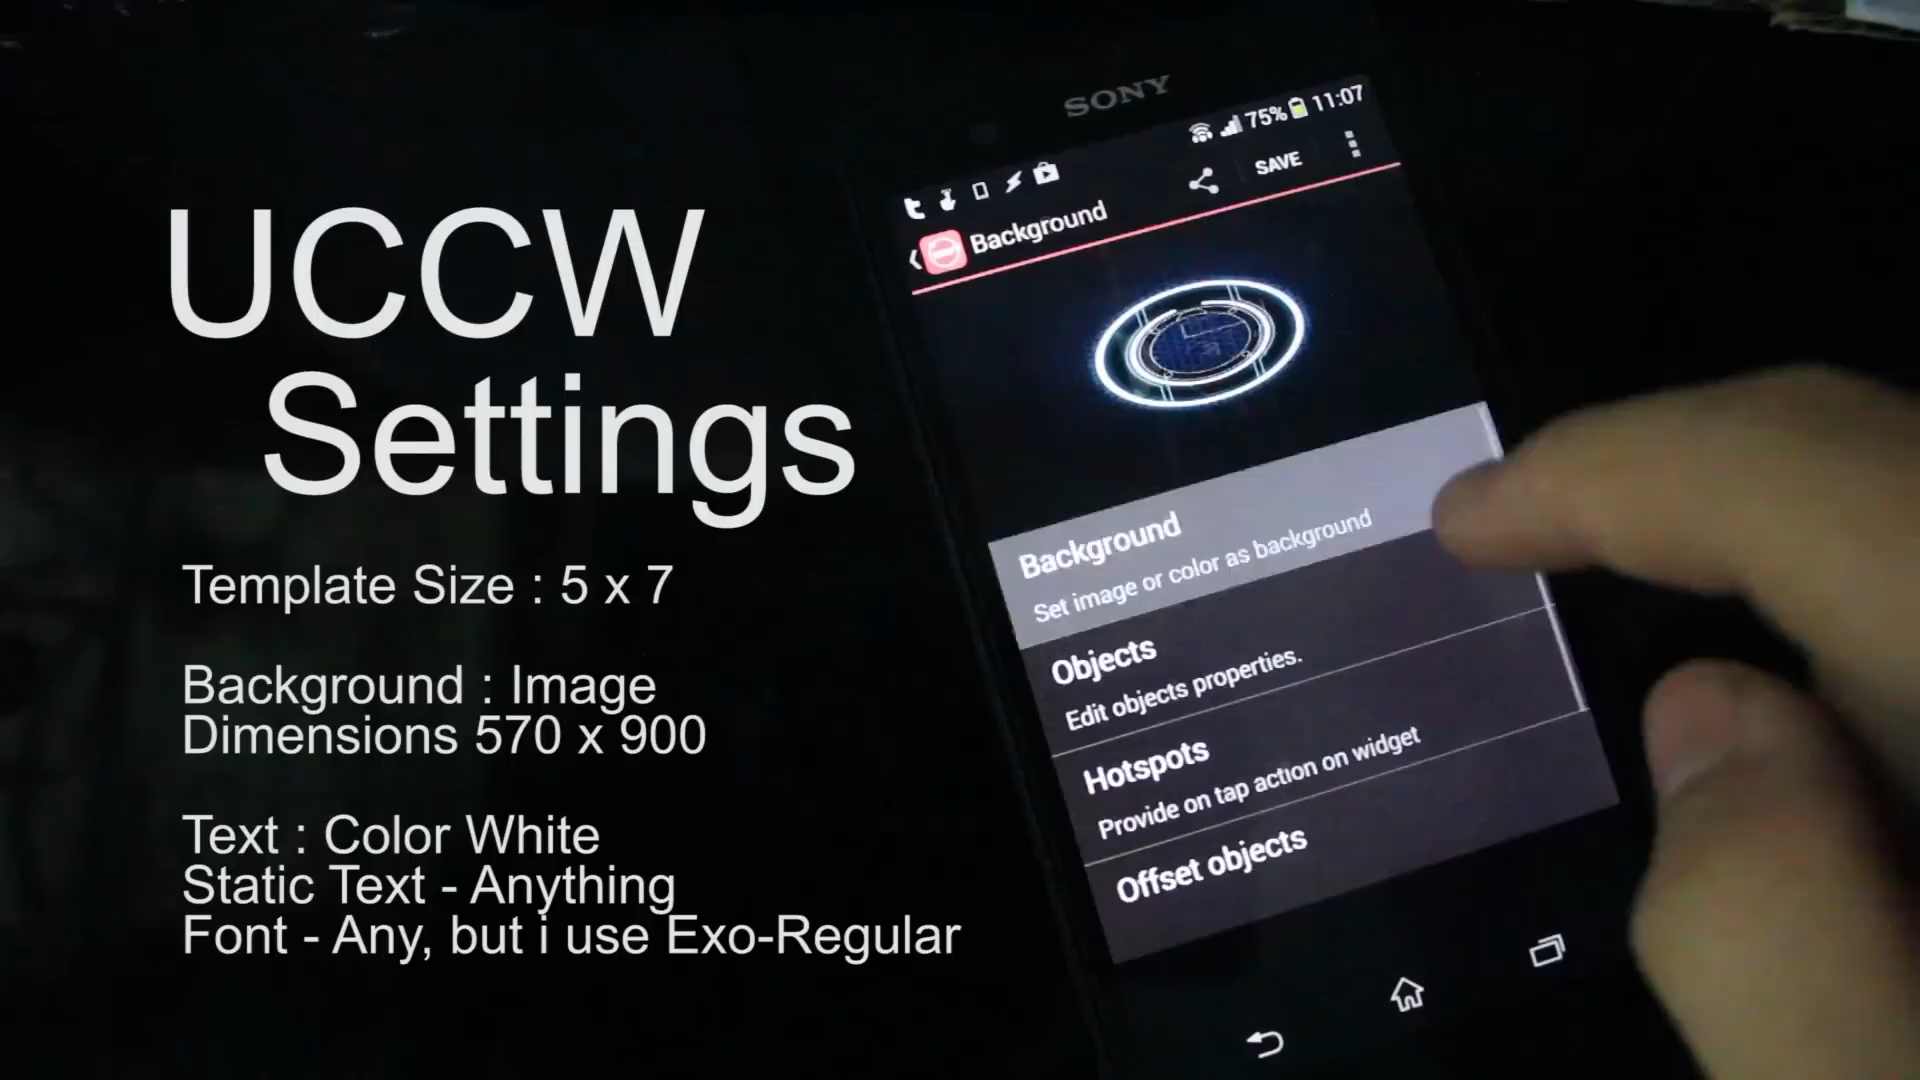 UCCW
Settings
Template Size : 5 x 7
Background : Image
Dimensions 570 x 900
Text : Color White
Static Text - Anything
Font - Any, but i use Exo-Regular
SONY
75% 11:07
Background
SAVE
Background
Set image or color as background
Objects
Edit objects properties.
Hotspots
Provide on tap action on widget
Offset objects